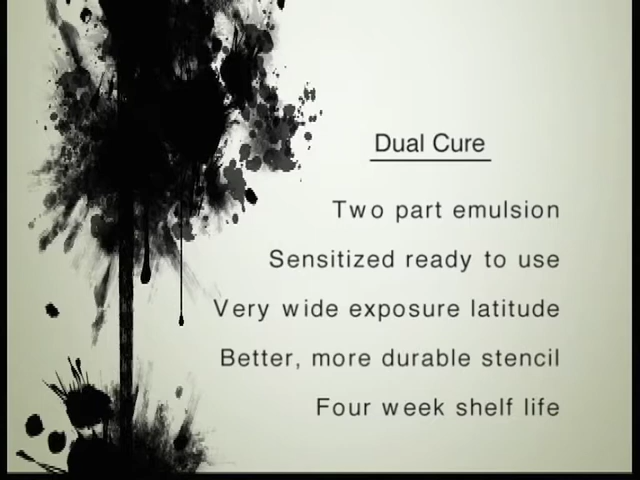 Dual Cure
Two part emulsion
Sensitized ready to use
Very wide exposure latitude
Better, more durable stencil
Four week shelf life